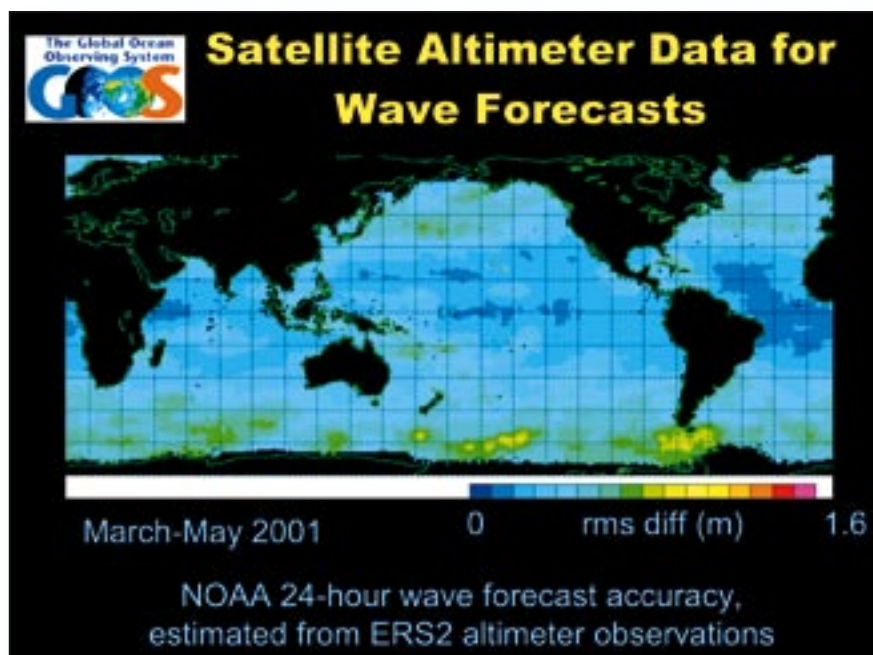 The Global Ocean
Observing System
GOOS
Satellite Altimeter Data for
Wave Forecasts
March-May 2001
0 rms diff (m) 1.6
NOAA 24-hour wave forecast accuracy,
estimated from ERS2 altimeter observations